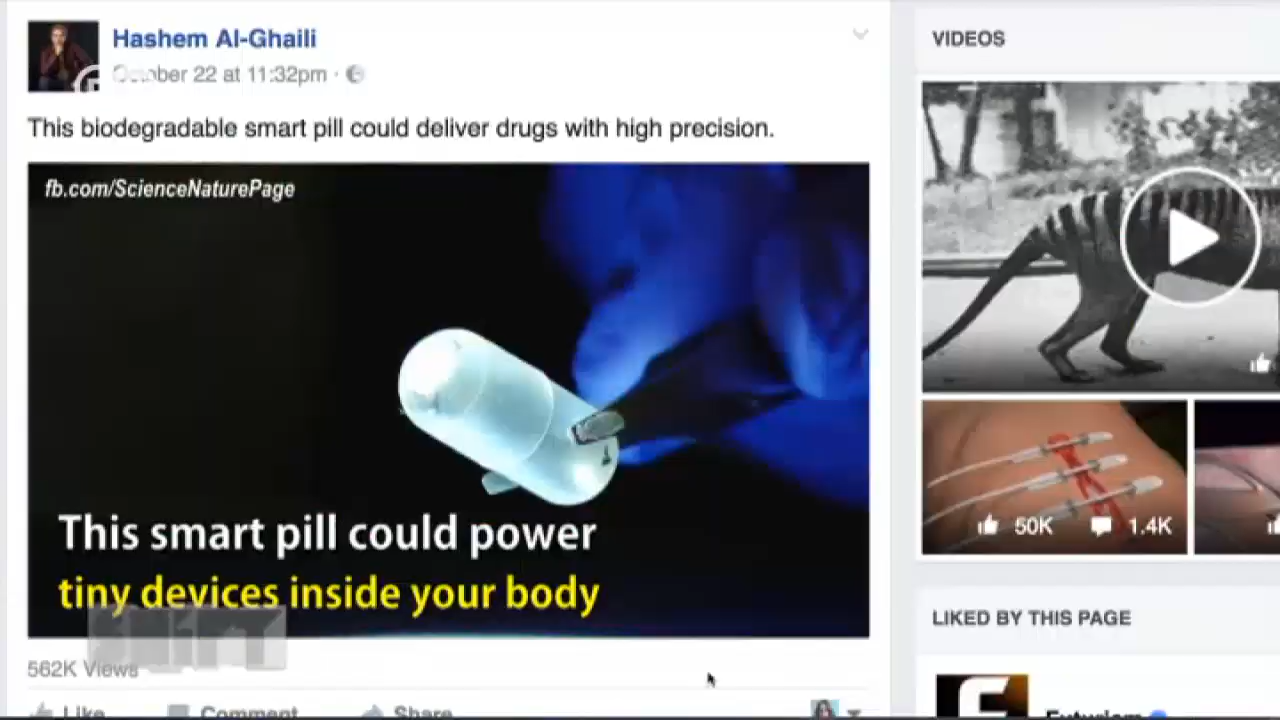 Hashem Al-Ghaili
October 22 at 11:32pm
This biodegradable smart pill could deliver drugs with high precision.
fb.com/ScienceNaturePage
This smart pill could power
tiny devices inside your body
SHIFT
562K Views
Like Comment Share
VIDEOS
50K 1.4K
LIKED BY THIS PAGE
Futurism